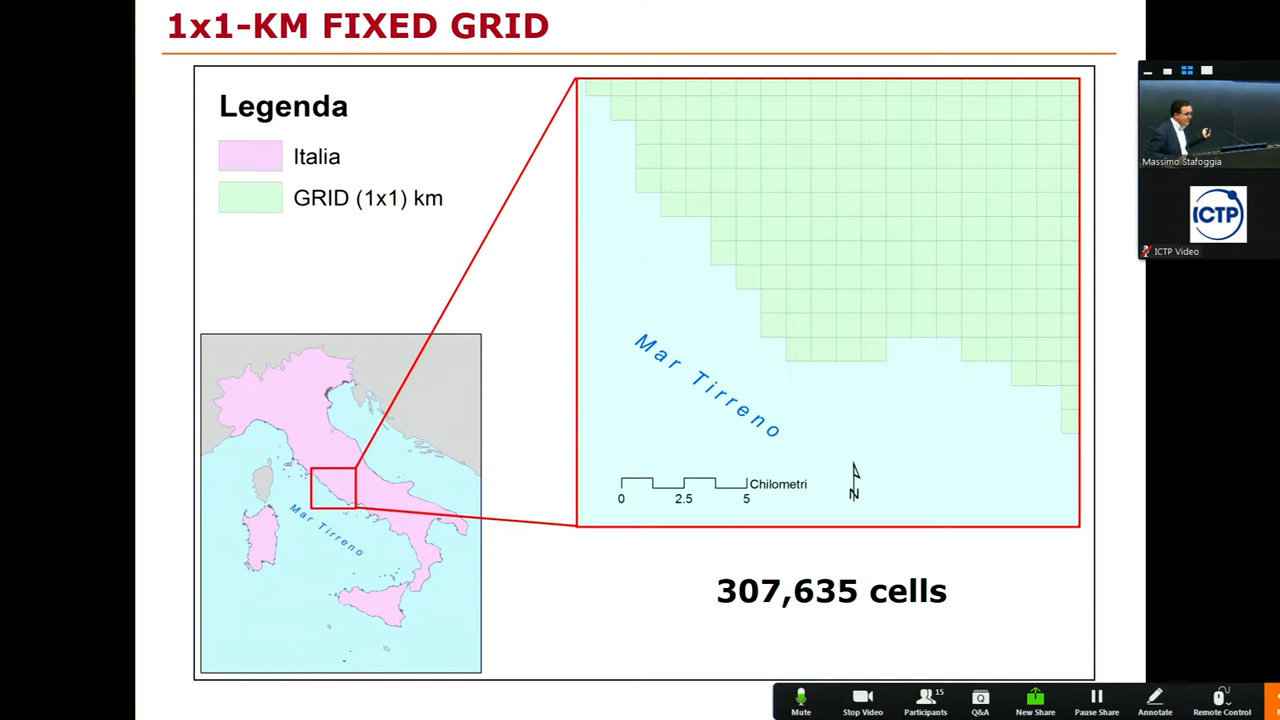 1x1-KM FIXED GRID
Legenda
Italia
GRID (1x1) km
Mar Tirreno
0
2.5
5
Chilometri
N
Mar Tirreno
307,635 cells
Massimo Stafoggia
ICTP
ICTP Video
Mute
Stop Video
15
Participants
Q
Q&A
New Share
Pause Share
Annotate
Remote Control